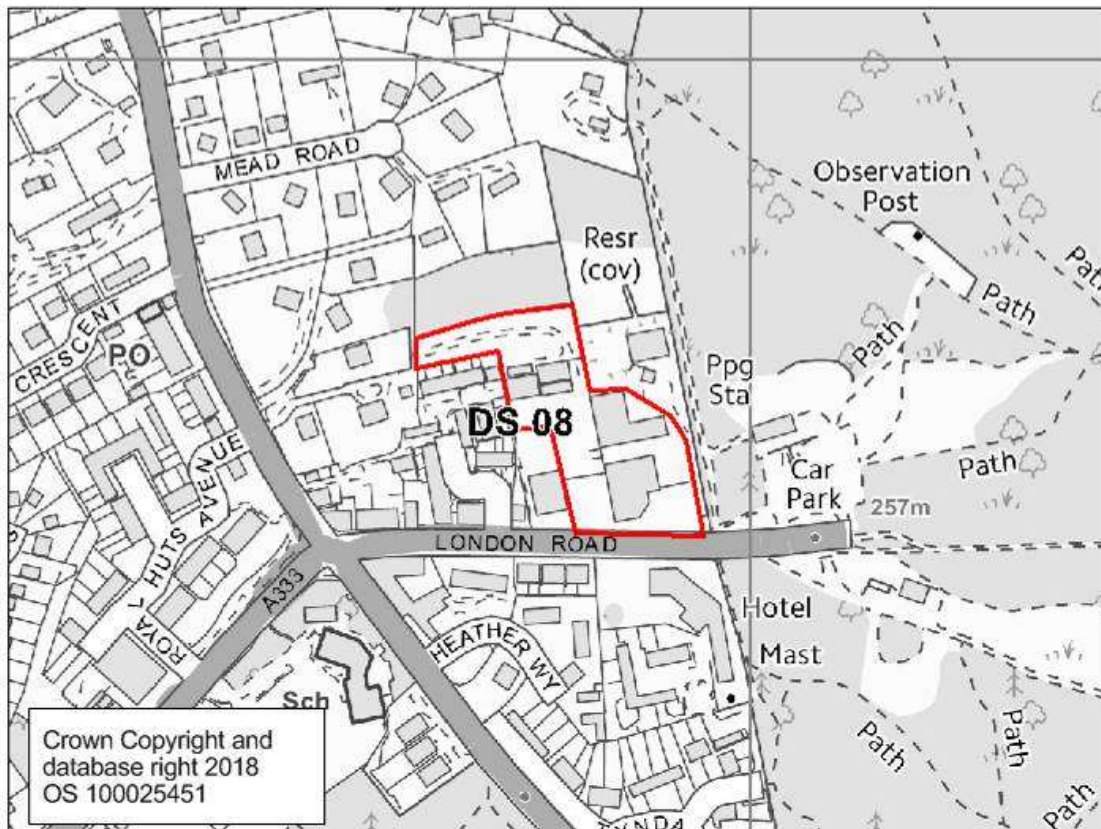 MEAD ROAD
Observation
Post
Resr
(cov)
Path
Path
CRESCENT
PO
Path
Ppg
Sta
DS 08
Path
Car
Park
257m
ROYAL HUTS AVENUE
LONDON ROAD
A333
HEATHER WY
Hotel
Mast
Sch
Path
Path
Path
Crown Copyright and
database right 2018
OS 100025451